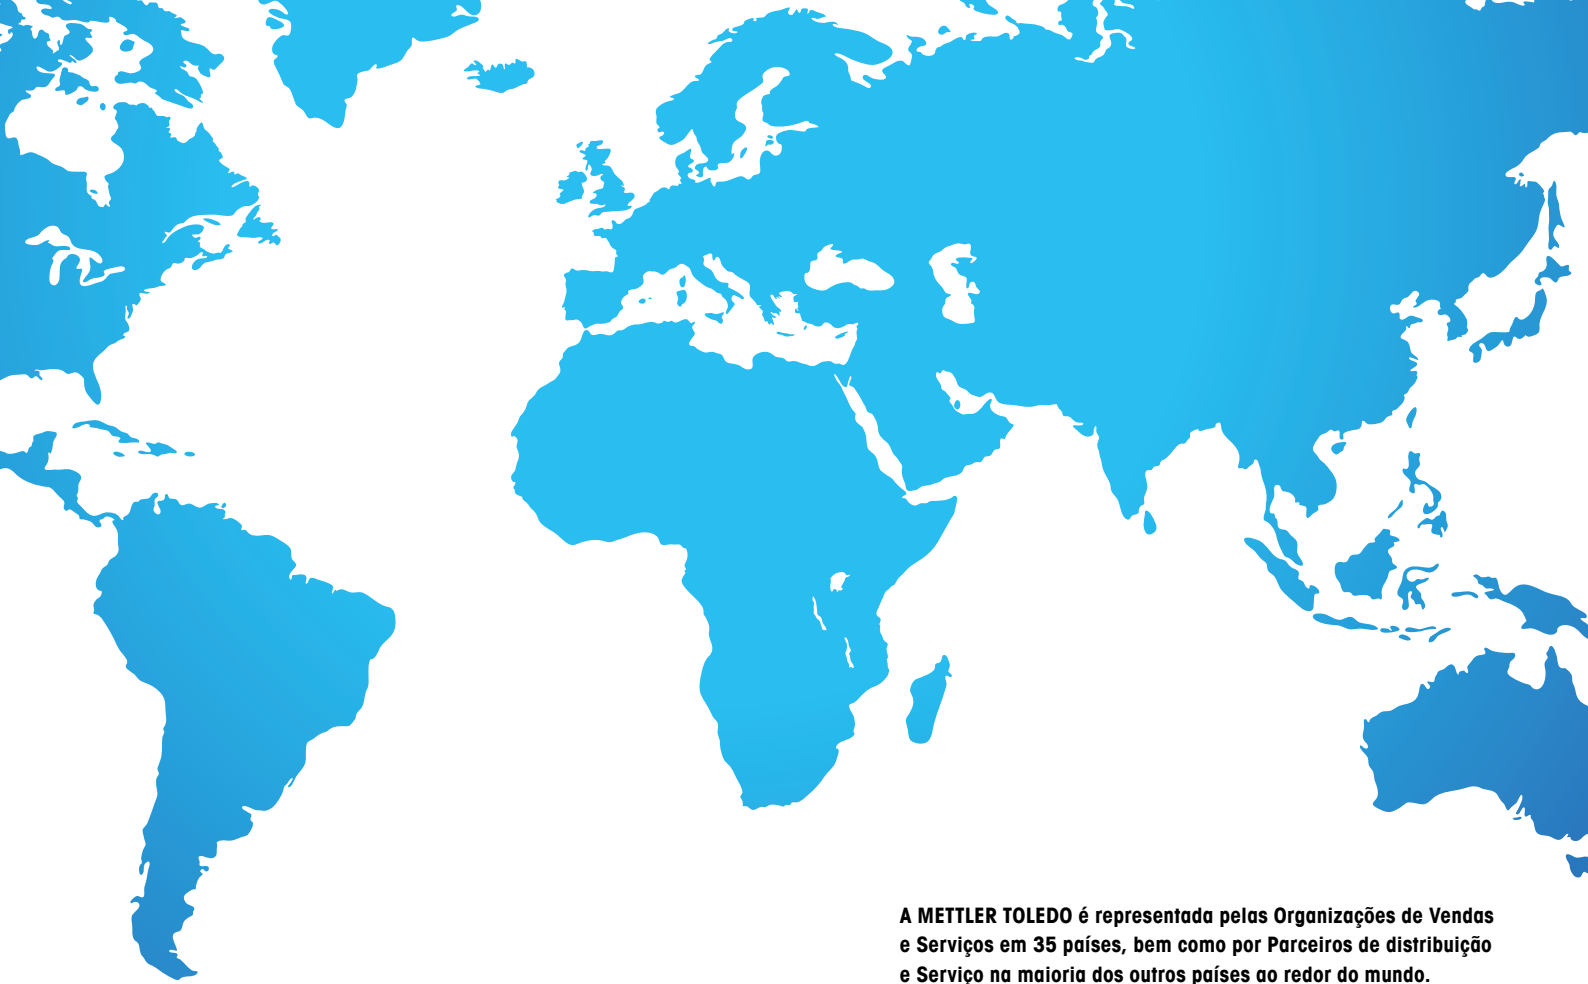 A METTLER TOLEDO é representada pelas Organizações de Vendas
e Serviços em 35 países, bem como por Parceiros de distribuição
e Serviço na maioria dos outros países ao redor do mundo.